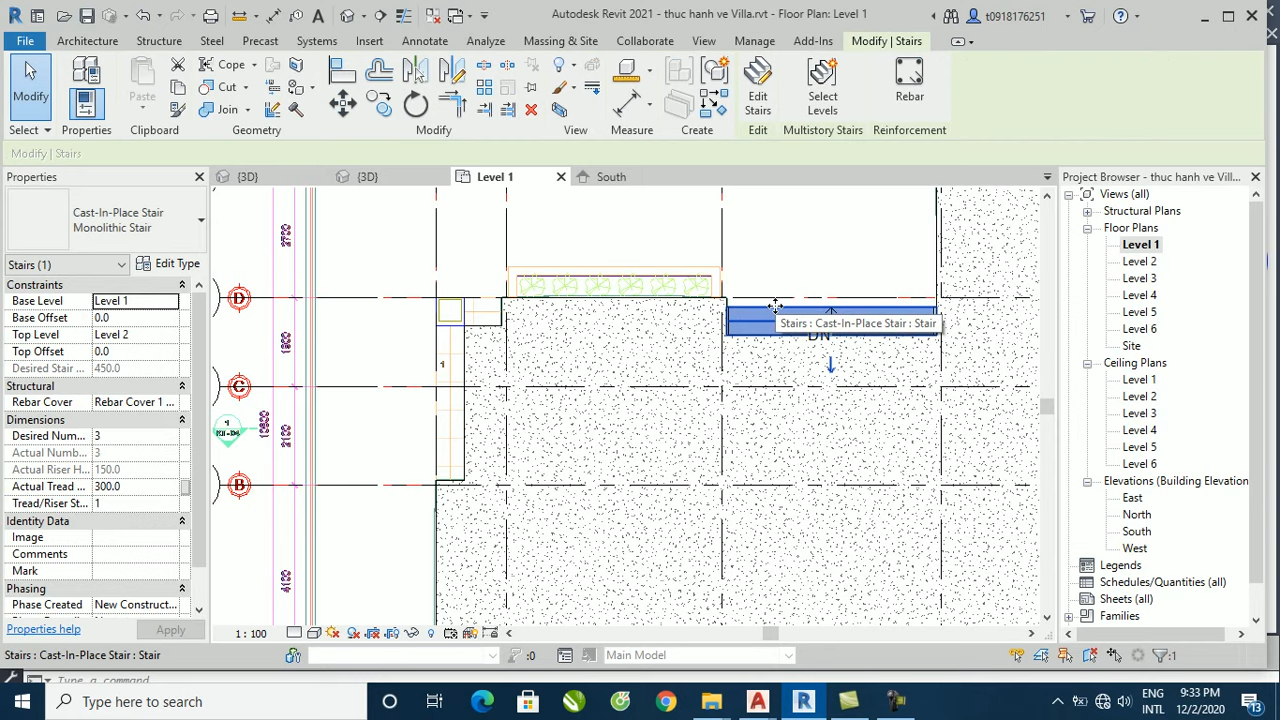 Autodesk Revit 2021 - thuc hanh ve Villa.rvt - Floor Plan: Level 1
t0918176251
File Architecture Structure Steel Precast Systems Insert Annotate Analyze Massing & Site Collaborate View Manage Add-Ins Modify | Stairs
Cope
Cut
Join
Modify Paste Edit Stairs Select Levels Rebar
Select Properties Clipboard Geometry Modify View Measure Create Edit Multistory Stairs Reinforcement
Modify | Stairs
Properties
{3D} {3D} Level 1 South
Project Browser - thuc hanh ve Vill...
Cast-In-Place Stair
Monolithic Stair
Stairs (1) Edit Type
Constraints
Base Level Level 1
Base Offset 0.0
Top Level Level 2
Top Offset 0.0
Desired Stair ... 450.0
Structural
Rebar Cover Rebar Cover 1 ...
Dimensions
Desired Num... 3
Actual Numb... 3
Actual Riser H... 150.0
Actual Tread ... 300.0
Tread/Riser St... 1
Identity Data
Image
Comments
Mark
Phasing
Phase Created New Construct...
Properties help Apply
2700
D
1800
C
12600
2100
B
4100
Stairs : Cast-In-Place Stair : Stair
DN
Views (all)
Structural Plans
Floor Plans
Level 1
Level 2
Level 3
Level 4
Level 5
Level 6
Site
Ceiling Plans
Level 1
Level 2
Level 3
Level 4
Level 5
Level 6
Elevations (Building Elevation
East
North
South
West
Legends
Schedules/Quantities (all)
Sheets (all)
Families
1 : 100
Stairs : Cast-In-Place Stair : Stair
:0
Main Model
:1
Type a command
Type here to search
ENG
INTL
9:33 PM
12/2/2020
13